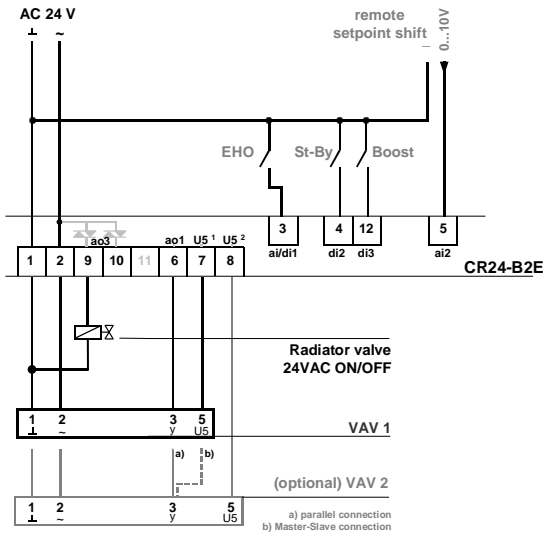 AC 24 V
⊥ ~
remote
setpoint shift
–
0...10V
EHO
St-By
Boost
3 4 12 5
ai/di1 di2 di3 ai2
ao3 ao1 U5 1 U5 2
1 2 9 10 11 6 7 8
CR24-B2E
Radiator valve
24VAC ON/OFF
1 2 3 5
⊥ ~ y U5
VAV 1
a) b)
(optional) VAV 2
1 2 3 5
⊥ ~ y U5
a) parallel connection
b) Master-Slave connection